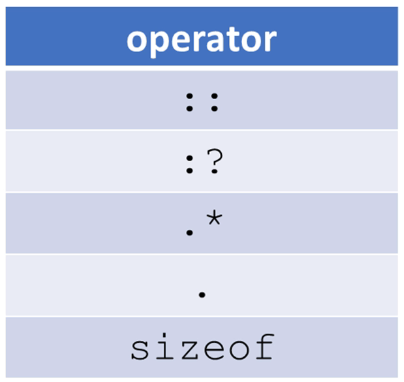 operator
::
:?
.*
.
sizeof